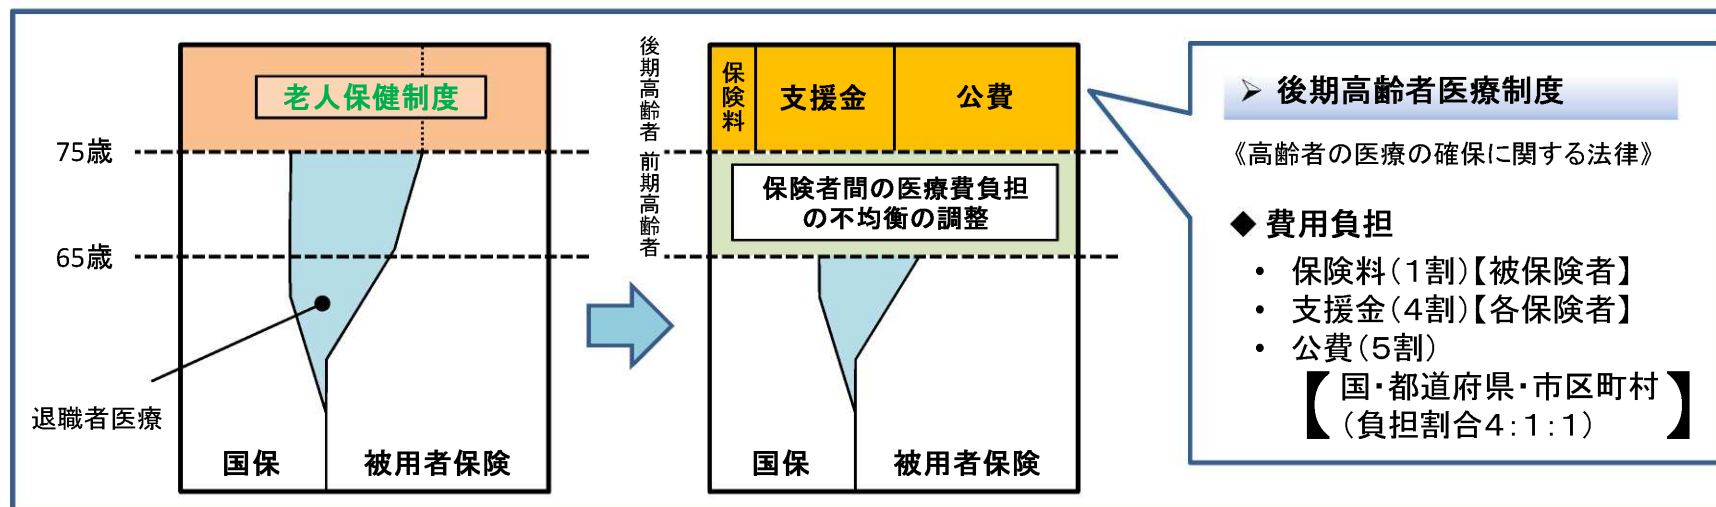 老人保健制度
75歳
65歳
退職者医療
国保
被用者保険
後期高齢者
前期高齢者
保険料
支援金
公費
保険者間の医療費負担
の不均衡の調整
国保
被用者保険
➢ 後期高齢者医療制度
《高齢者の医療の確保に関する法律》
◆ 費用負担
・ 保険料(1割)【被保険者】
・ 支援金(4割)【各保険者】
・ 公費(5割)
【国・都道府県・市区町村
(負担割合4:1:1)】